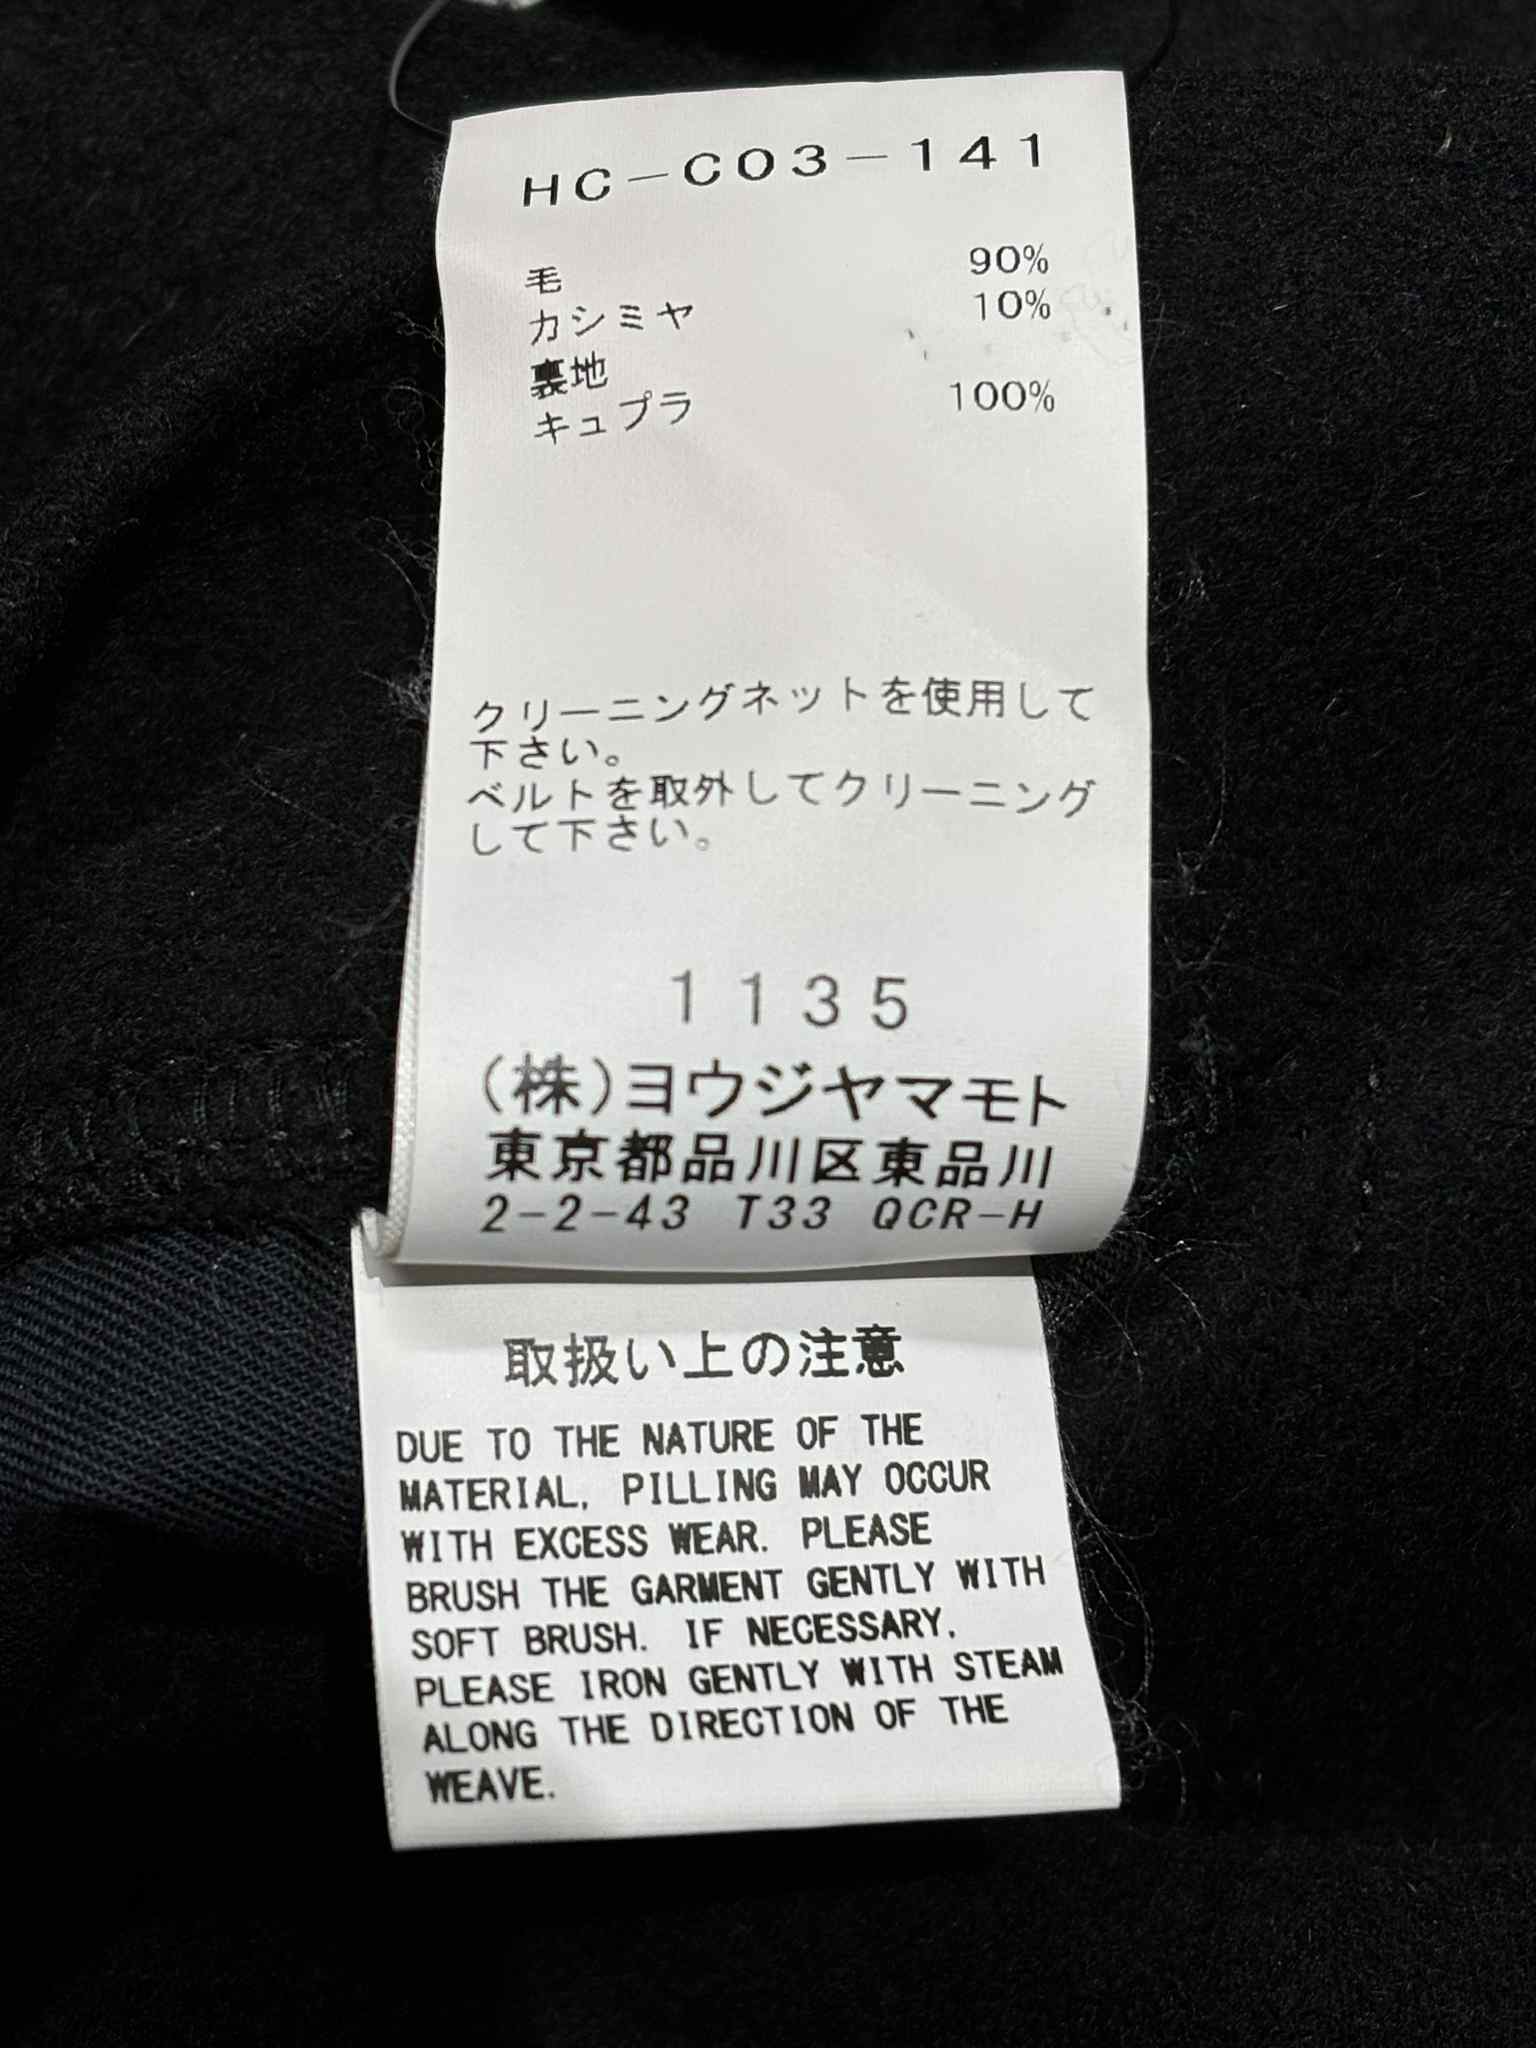 HC-C03-141
毛 90%
カシミヤ 10%
裏地
キュプラ 100%
クリーニングネットを使用して
下さい。
ベルトを取外してクリーニング
して下さい。
1135
(株)ヨウジヤマモト
東京都品川区東品川
2-2-43 T33 QCR-H
取扱い上の注意
DUE TO THE NATURE OF THE
MATERIAL, PILLING MAY OCCUR
WITH EXCESS WEAR. PLEASE
BRUSH THE GARMENT GENTLY WITH
SOFT BRUSH. IF NECESSARY,
PLEASE IRON GENTLY WITH STEAM
ALONG THE DIRECTION OF THE
WEAVE.